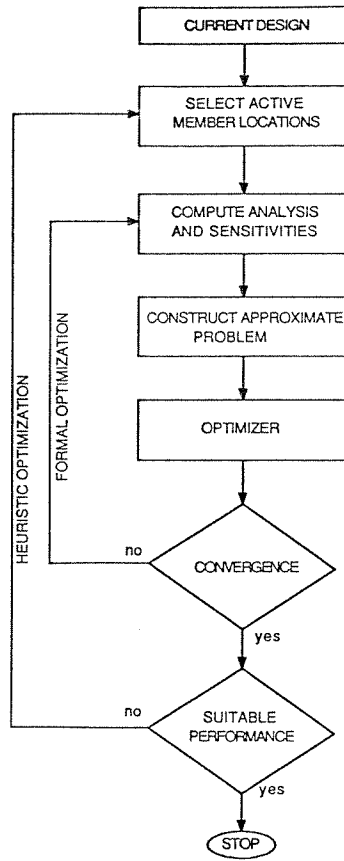 CURRENT DESIGN
SELECT ACTIVE
MEMBER LOCATIONS
COMPUTE ANALYSIS
AND SENSITIVITIES
CONSTRUCT APPROXIMATE
PROBLEM
OPTIMIZER
HEURISTIC OPTIMIZATION
FORMAL OPTIMIZATION
no
CONVERGENCE
yes
no
SUITABLE
PERFORMANCE
yes
STOP